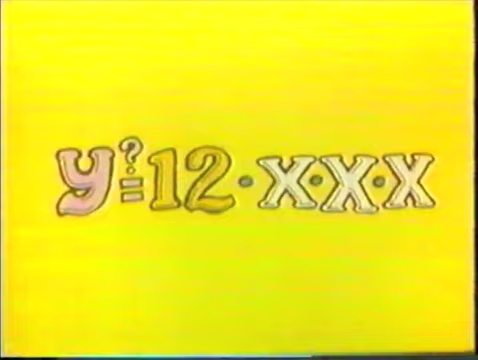 y ≟ 12 · x · x · x